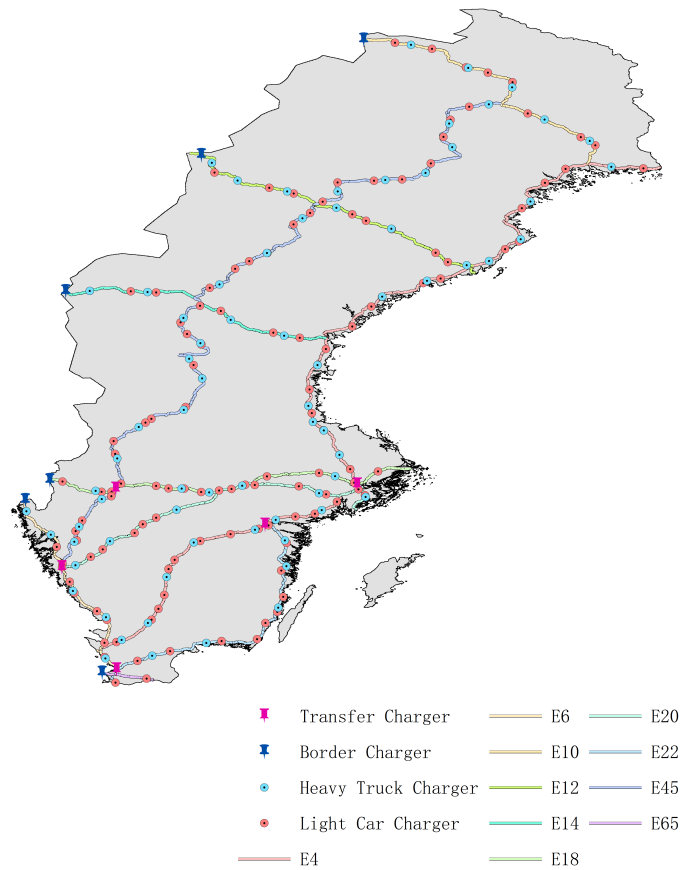 Transfer Charger E6 E20
Border Charger E10 E22
Heavy Truck Charger E12 E45
Light Car Charger E14 E65
E4 E18